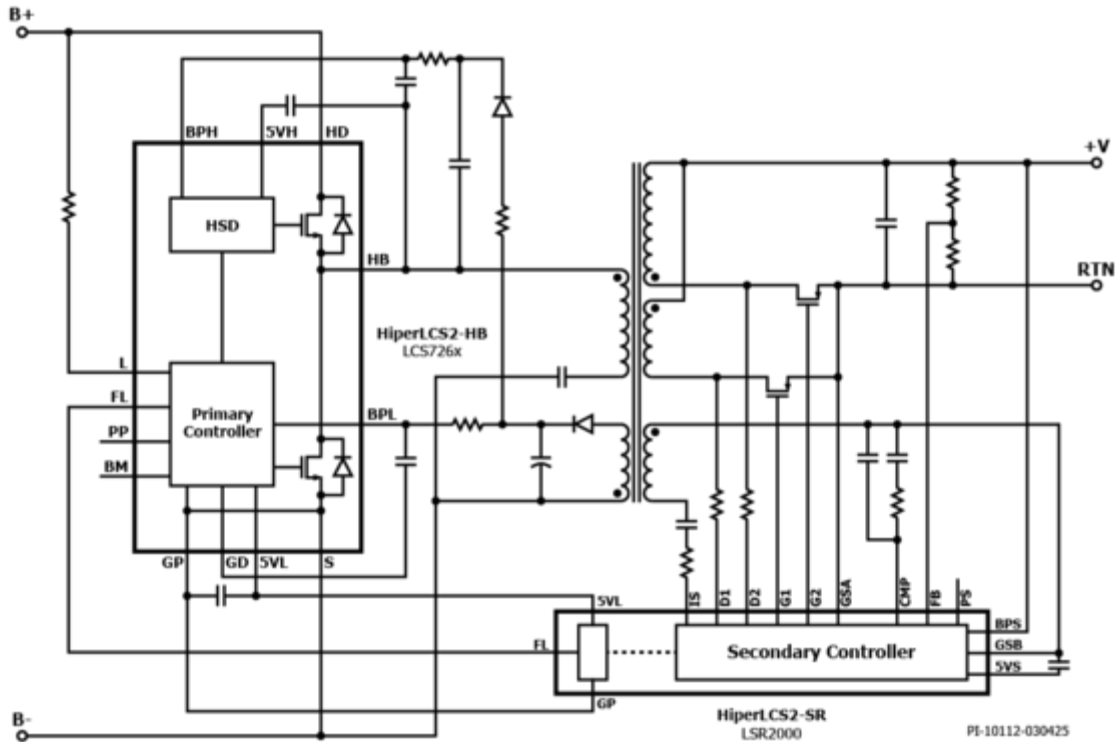 B+
BPH
5VH
HD
HSD
+V
HB
RTN
HiperLCS2-HB
LCS726x
L
FL
Primary
Controller
BPL
PP
BM
GP
GD
5VL
S
IS
D1
D2
G1
G2
GSA
CMP
FB
PS
5VL
BPS
FL
Secondary Controller
GSB
5VS
GP
HiperLCS2-SR
LSR2000
B-
PI-10112-030425